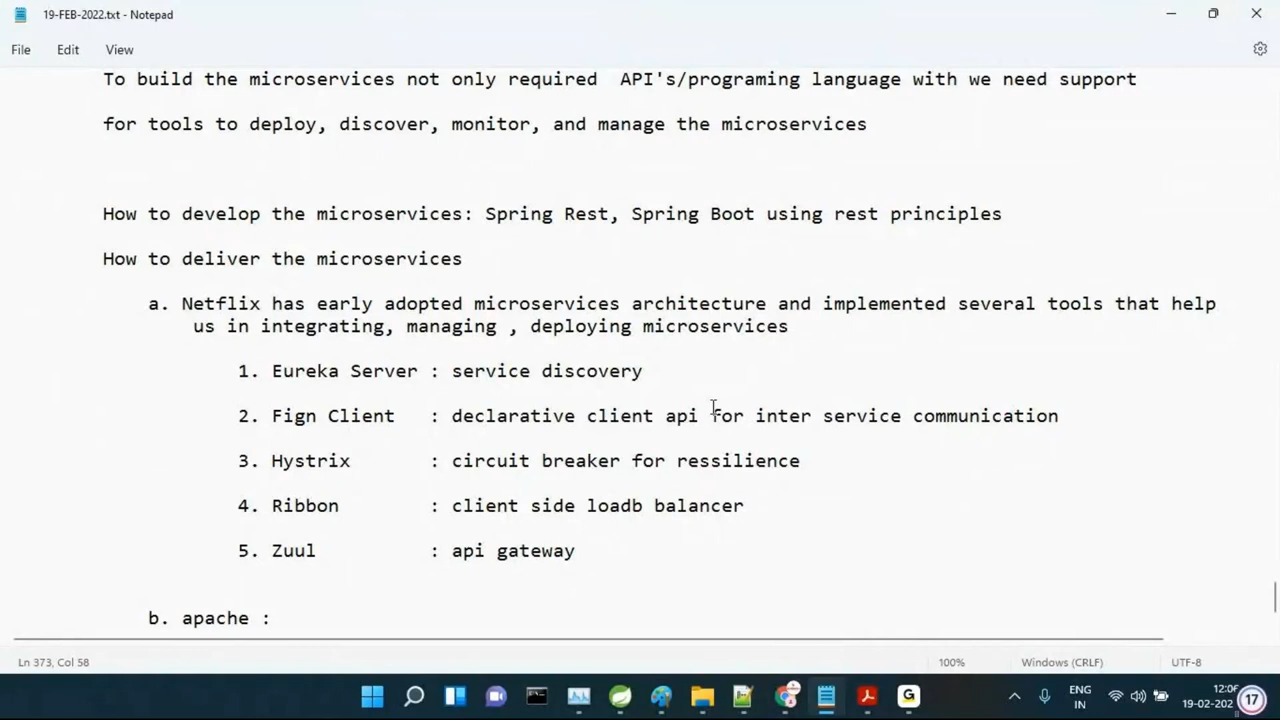 19-FEB-2022.txt - Notepad
File Edit View
To build the microservices not only required API's/programing language with we need support
for tools to deploy, discover, monitor, and manage the microservices
How to develop the microservices: Spring Rest, Spring Boot using rest principles
How to deliver the microservices
a. Netflix has early adopted microservices architecture and implemented several tools that help
us in integrating, managing , deploying microservices
1. Eureka Server : service discovery
2. Fign Client : declarative client api for inter service communication
3. Hystrix : circuit breaker for ressilience
4. Ribbon : client side loadb balancer
5. Zuul : api gateway
b. apache :
Ln 373, Col 58 100% Windows (CRLF) UTF-8
ENG
IN
17